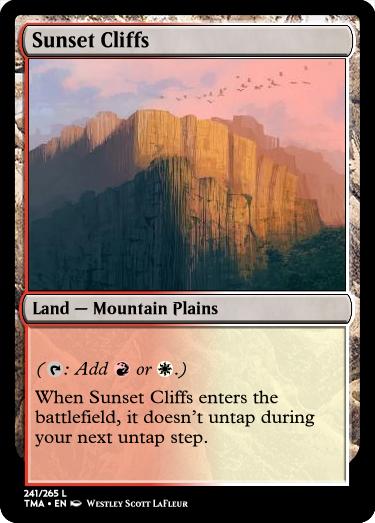 Sunset Cliffs
Land — Mountain Plains
( : Add or .)
When Sunset Cliffs enters the
battlefield, it doesn't untap during
your next untap step.
241/265 L
TMA • EN Westley Scott LaFleur